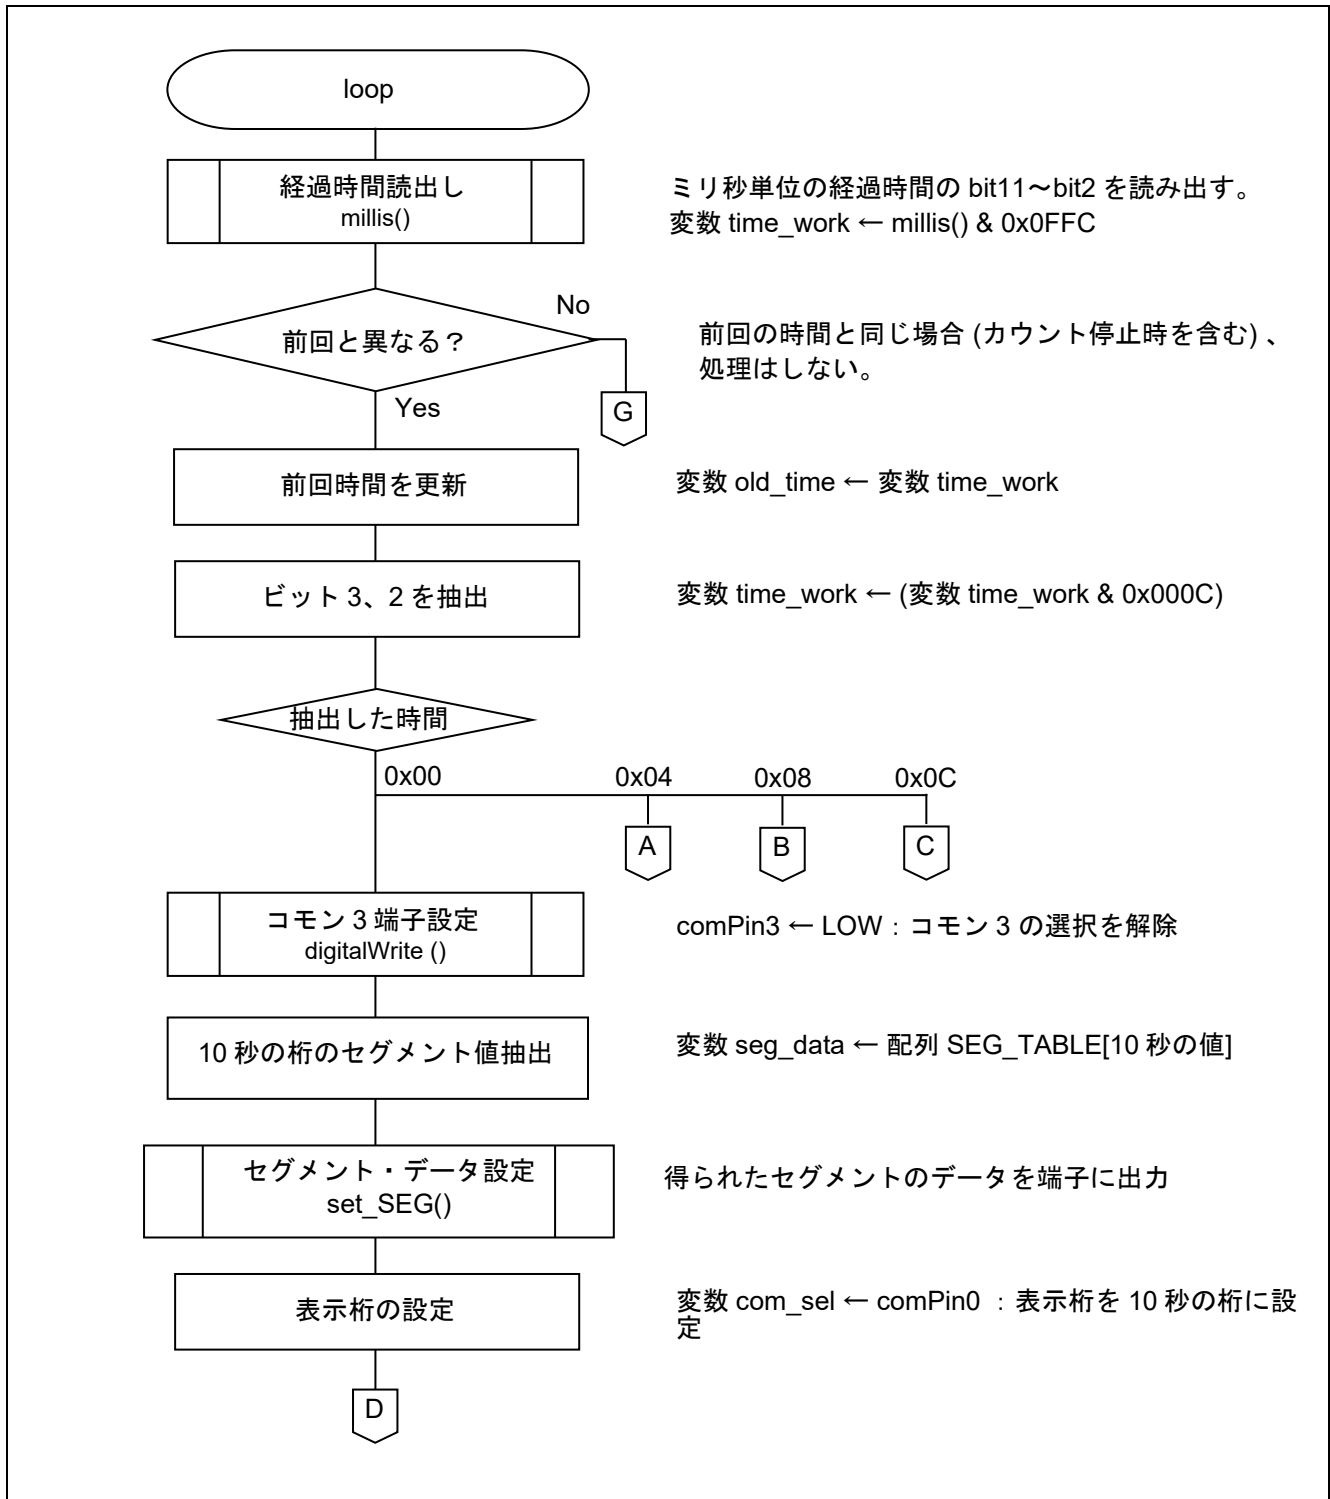 loop
経過時間読出し
millis()
ミリ秒単位の経過時間の bit11～bit2 を読み出す。
変数 time_work ← millis() & 0x0FFC
前回と異なる？
No
前回の時間と同じ場合 (カウント停止時を含む) 、
処理はしない。
G
Yes
前回時間を更新
変数 old_time ← 変数 time_work
ビット 3、2 を抽出
変数 time_work ← (変数 time_work & 0x000C)
抽出した時間
0x00
0x04
0x08
0x0C
A
B
C
コモン 3 端子設定
digitalWrite ()
comPin3 ← LOW：コモン 3 の選択を解除
10 秒の桁のセグメント値抽出
変数 seg_data ← 配列 SEG_TABLE[10 秒の値]
セグメント・データ設定
set_SEG()
得られたセグメントのデータを端子に出力
表示桁の設定
変数 com_sel ← comPin0 ：表示桁を 10 秒の桁に設
定
D